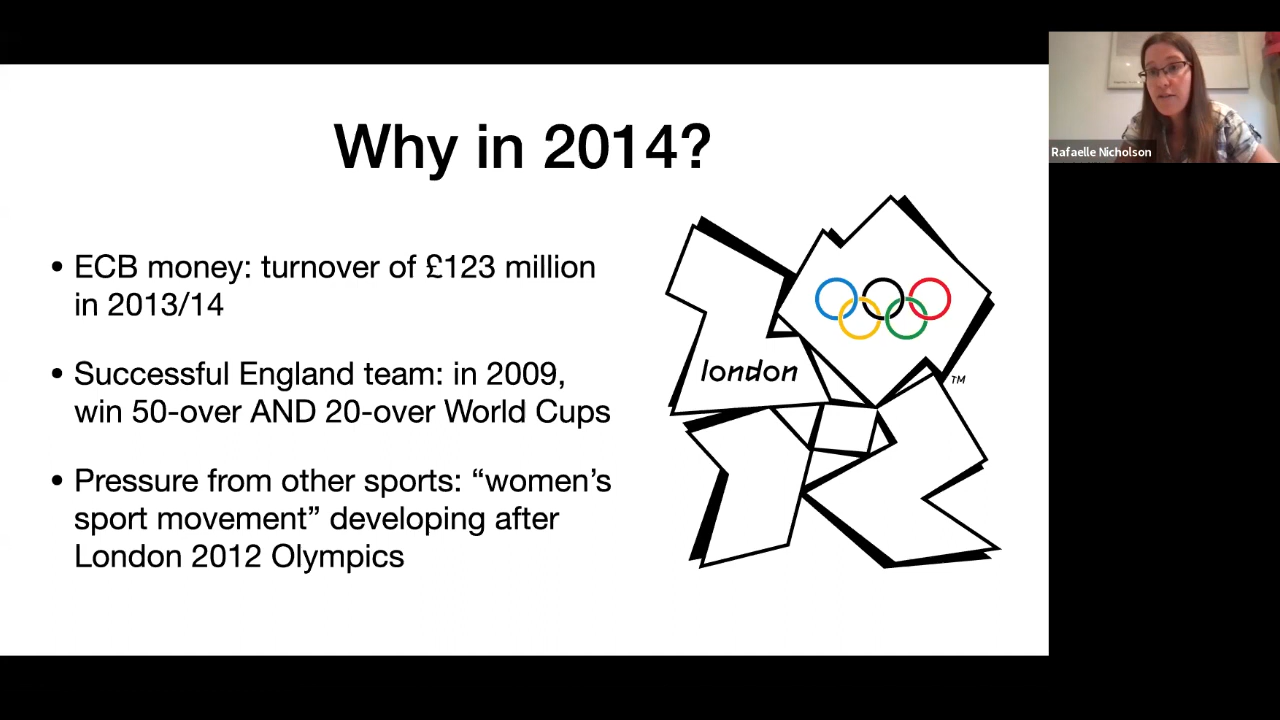 Why in 2014?
• ECB money: turnover of £123 million
in 2013/14
• Successful England team: in 2009,
win 50-over AND 20-over World Cups
• Pressure from other sports: “women’s
sport movement” developing after
London 2012 Olympics
london
TM
Rafaelle Nicholson